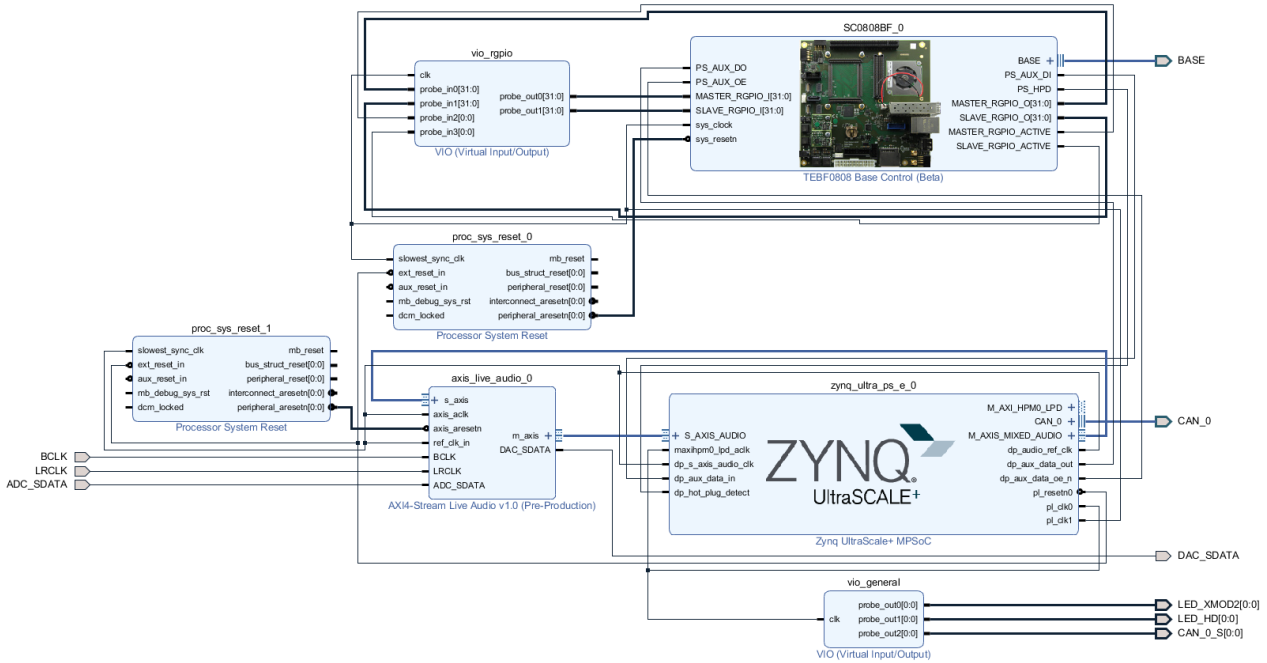 SC0808BF_0
vio_rgpio
clk
probe_in0[31:0]
probe_in1[31:0]
probe_in2[0:0]
probe_in3[0:0]
probe_out0[31:0]
probe_out1[31:0]
VIO (Virtual Input/Output)
PS_AUX_DO
PS_AUX_OE
MASTER_RGPIO_I[31:0]
SLAVE_RGPIO_I[31:0]
sys_clock
sys_resetn
BASE
PS_AUX_DI
PS_HPD
MASTER_RGPIO_O[31:0]
SLAVE_RGPIO_O[31:0]
MASTER_RGPIO_ACTIVE
SLAVE_RGPIO_ACTIVE
TEBF0808 Base Control (Beta)
BASE
proc_sys_reset_0
slowest_sync_clk
ext_reset_in
aux_reset_in
mb_debug_sys_rst
dcm_locked
mb_reset
bus_struct_reset[0:0]
peripheral_reset[0:0]
interconnect_aresetn[0:0]
peripheral_aresetn[0:0]
Processor System Reset
proc_sys_reset_1
slowest_sync_clk
ext_reset_in
aux_reset_in
mb_debug_sys_rst
dcm_locked
mb_reset
bus_struct_reset[0:0]
peripheral_reset[0:0]
interconnect_aresetn[0:0]
peripheral_aresetn[0:0]
Processor System Reset
axis_live_audio_0
s_axis
axis_aclk
axis_aresetn
ref_clk_in
BCLK
LRCLK
ADC_SDATA
m_axis
DAC_SDATA
AXI4-Stream Live Audio v1.0 (Pre-Production)
BCLK
LRCLK
ADC_SDATA
zynq_ultra_ps_e_0
S_AXIS_AUDIO
maxihpm0_lpd_aclk
dp_s_axis_audio_clk
dp_aux_data_in
dp_hot_plug_detect
ZYNQ
UltraSCALE+
M_AXI_HPM0_LPD
CAN_0
M_AXIS_MIXED_AUDIO
dp_audio_ref_clk
dp_aux_data_out
dp_aux_data_oe_n
pl_resetn0
pl_clk0
pl_clk1
Zynq UltraScale+ MPSoC
CAN_0
DAC_SDATA
vio_general
clk
probe_out0[0:0]
probe_out1[0:0]
probe_out2[0:0]
VIO (Virtual Input/Output)
LED_XMOD2[0:0]
LED_HD[0:0]
CAN_0_S[0:0]